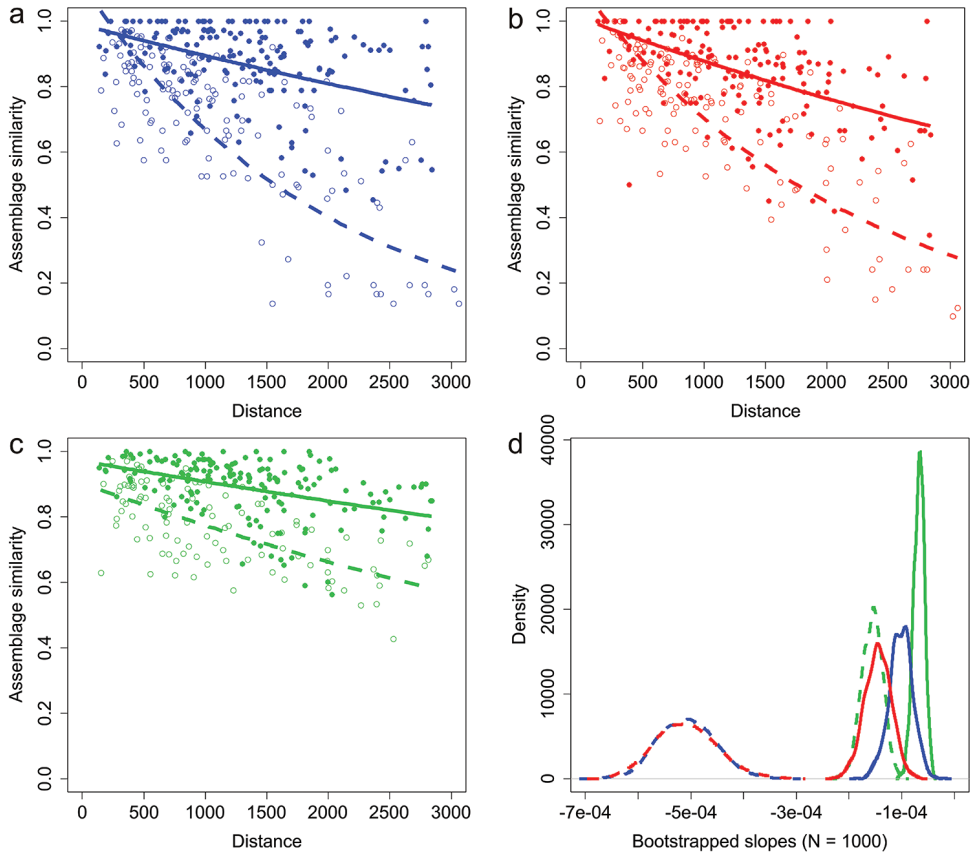 a
Assemblage similarity
1.0
0.8
0.6
0.4
0.2
0.0
0 500 1000 1500 2000 2500 3000
Distance
b
Assemblage similarity
1.0
0.8
0.6
0.4
0.2
0.0
0 500 1000 1500 2000 2500 3000
Distance
c
Assemblage similarity
1.0
0.8
0.6
0.4
0.2
0.0
0 500 1000 1500 2000 2500 3000
Distance
d
Density
40000
30000
20000
10000
0
-7e-04 -5e-04 -3e-04 -1e-04
Bootstrapped slopes (N = 1000)